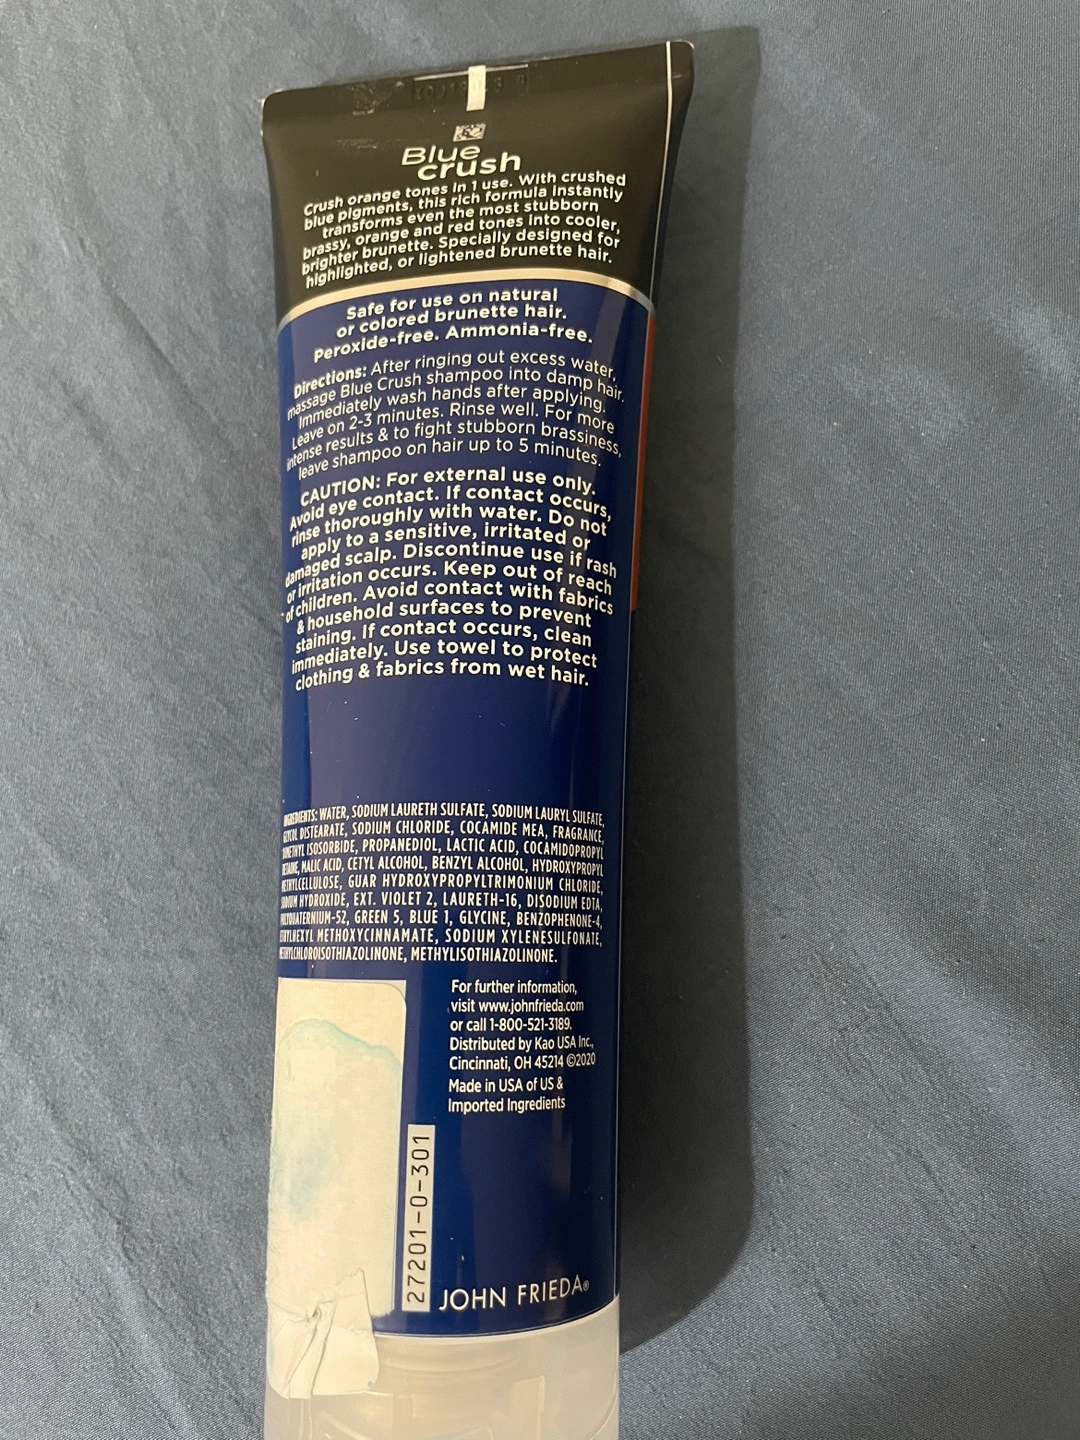 Blue
crush
Crush orange tones in 1 use. With crushed
blue pigments, this rich formula instantly
transforms even the most stubborn
brassy, orange and red tones into cooler,
brighter brunette. Specially designed for
highlighted, or lightened brunette hair.
Safe for use on natural
or colored brunette hair.
Peroxide-free. Ammonia-free.
Directions: After ringing out excess water,
massage Blue Crush shampoo into damp hair.
Immediately wash hands after applying.
Leave on 2-3 minutes. Rinse well. For more
intense results & to fight stubborn brassiness,
leave shampoo on hair up to 5 minutes.
CAUTION: For external use only.
Avoid eye contact. If contact occurs,
rinse thoroughly with water. Do not
apply to a sensitive, irritated or
damaged scalp. Discontinue use if rash
or irritation occurs. Keep out of reach
of children. Avoid contact with fabrics
& household surfaces to prevent
staining. If contact occurs, clean
immediately. Use towel to protect
clothing & fabrics from wet hair.
INGREDIENTS: WATER, SODIUM LAURETH SULFATE, SODIUM LAURYL SULFATE,
GLYCOL DISTEARATE, SODIUM CHLORIDE, COCAMIDE MEA, FRAGRANCE,
DIMETHYL ISOSORBIDE, PROPANEDIOL, LACTIC ACID, COCAMIDOPROPYL
BETAINE, MALIC ACID, CETYL ALCOHOL, BENZYL ALCOHOL, HYDROXYPROPYL
METHYLCELLULOSE, GUAR HYDROXYPROPYLTRIMONIUM CHLORIDE,
SODIUM HYDROXIDE, EXT. VIOLET 2, LAURETH-16, DISODIUM EDTA,
POLYQUATERNIUM-52, GREEN 5, BLUE 1, GLYCINE, BENZOPHENONE-4,
ETHYLHEXYL METHOXYCINNAMATE, SODIUM XYLENESULFONATE,
METHYLCHLOROISOTHIAZOLINONE, METHYLISOTHIAZOLINONE.
For further information,
visit www.johnfrieda.com
or call 1-800-521-3189.
Distributed by Kao USA Inc.,
Cincinnati, OH 45214 ©2020
Made in USA of US &
Imported Ingredients
27201-0-301
JOHN FRIEDA®